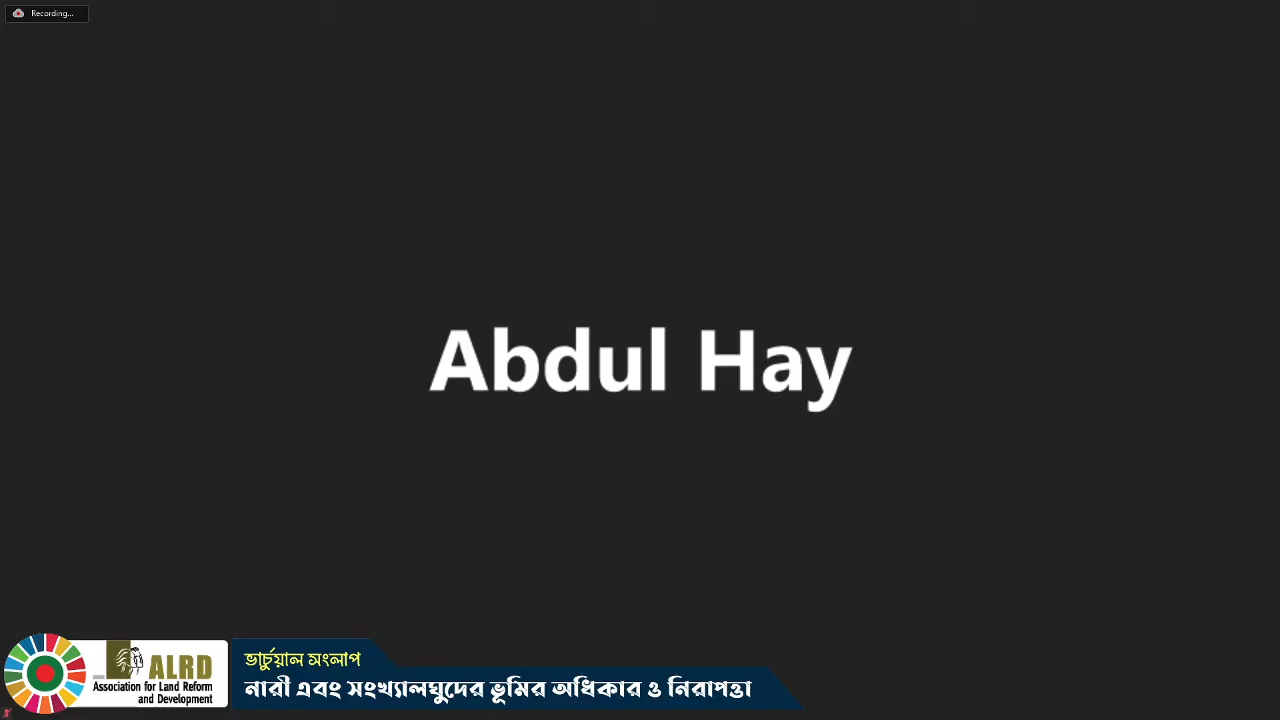 Recording...
Abdul Hay
ALRD
Association for Land Reform
and Development
ভার্চুয়াল সংলাপ
নারী এবং সংখ্যালঘুদের ভূমির অধিকার ও নিরাপত্তা